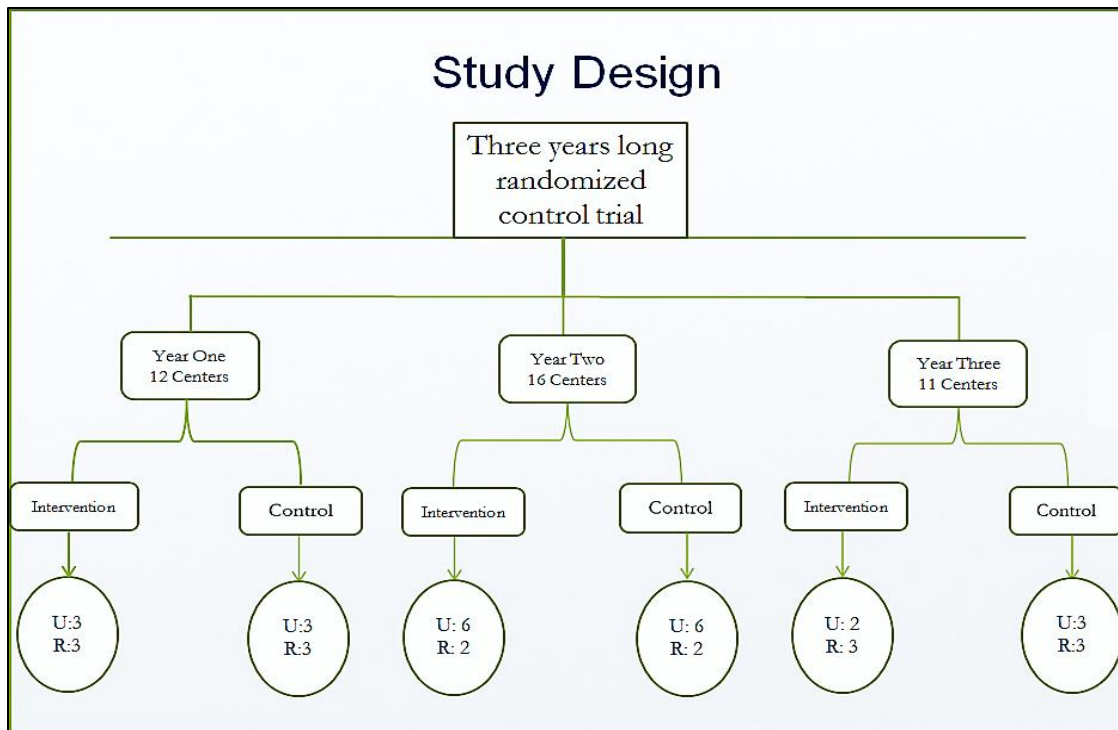 Study Design
Three years long
randomized
control trial
Year One
12 Centers
Year Two
16 Centers
Year Three
11 Centers
Intervention
Control
Intervention
Control
Intervention
Control
U:3
R:3
U:3
R:3
U: 6
R: 2
U: 6
R: 2
U: 2
R: 3
U:3
R:3